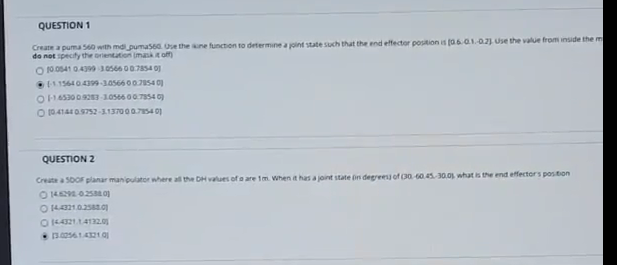 QUESTION 1
Create a puma 560 with mdl_puma560. Use the ikine function to determine a joint state such that the end effector position is [0.6,-0.1,-0.2]. Use the value from inside the m
do not specify the orientation (mask it off)
[0.0841 0.4399 -3.0566 0 0.7854 0]
[-1.1564 0.4399 -3.0566 0 0.7854 0]
[-1.6530 0.9283 -3.0566 0 0.7854 0]
[0.4144 0.9752 -3.1370 0 0.7854 0]
QUESTION 2
Create a 5DOF planar manipulator where all the DH values of a are 1m. When it has a joint state (in degrees) of (30,-60,45,-30,0), what is the end effector's position
[4.6298,-0.2588,0]
[4.4321,0.2588,0]
[4.4321,1.4132,0]
[3.0256,1.4321,0]